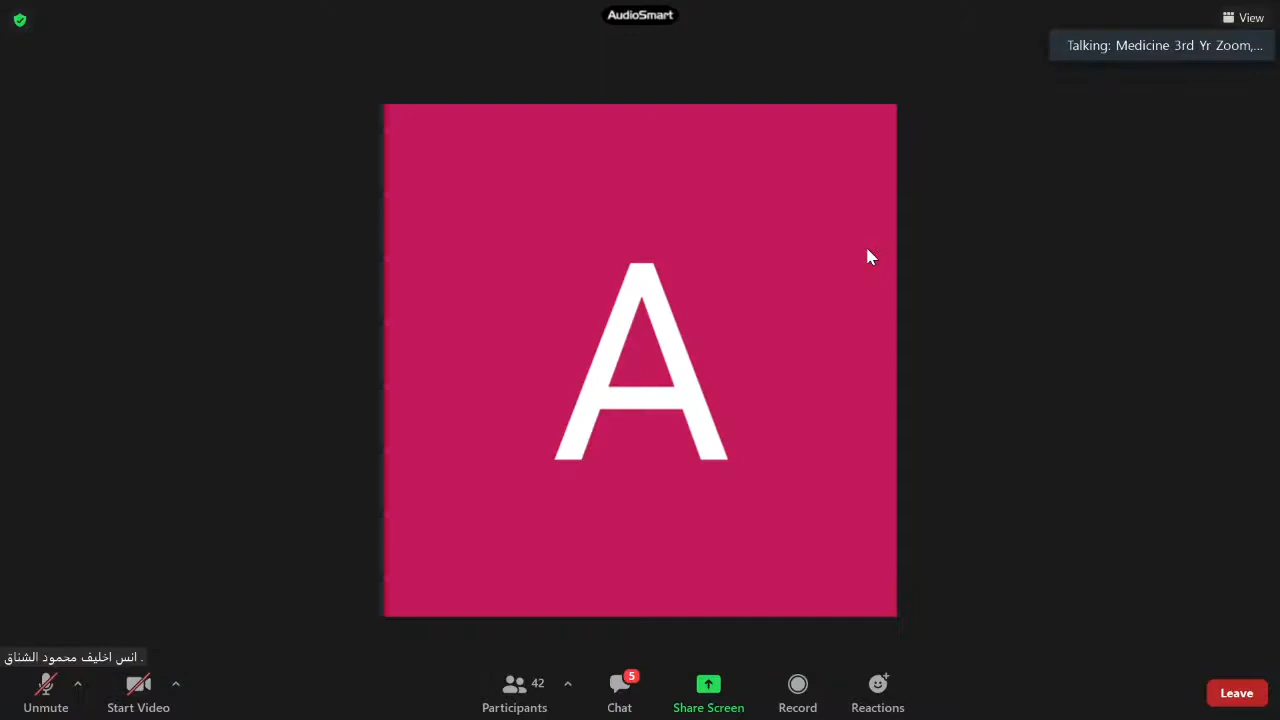 AudioSmart
View
Talking: Medicine 3rd Yr Zoom,...
A
انس اخليف محمود الشناق .
Unmute
Start Video
42
Participants
5
Chat
Share Screen
Record
Reactions
Leave